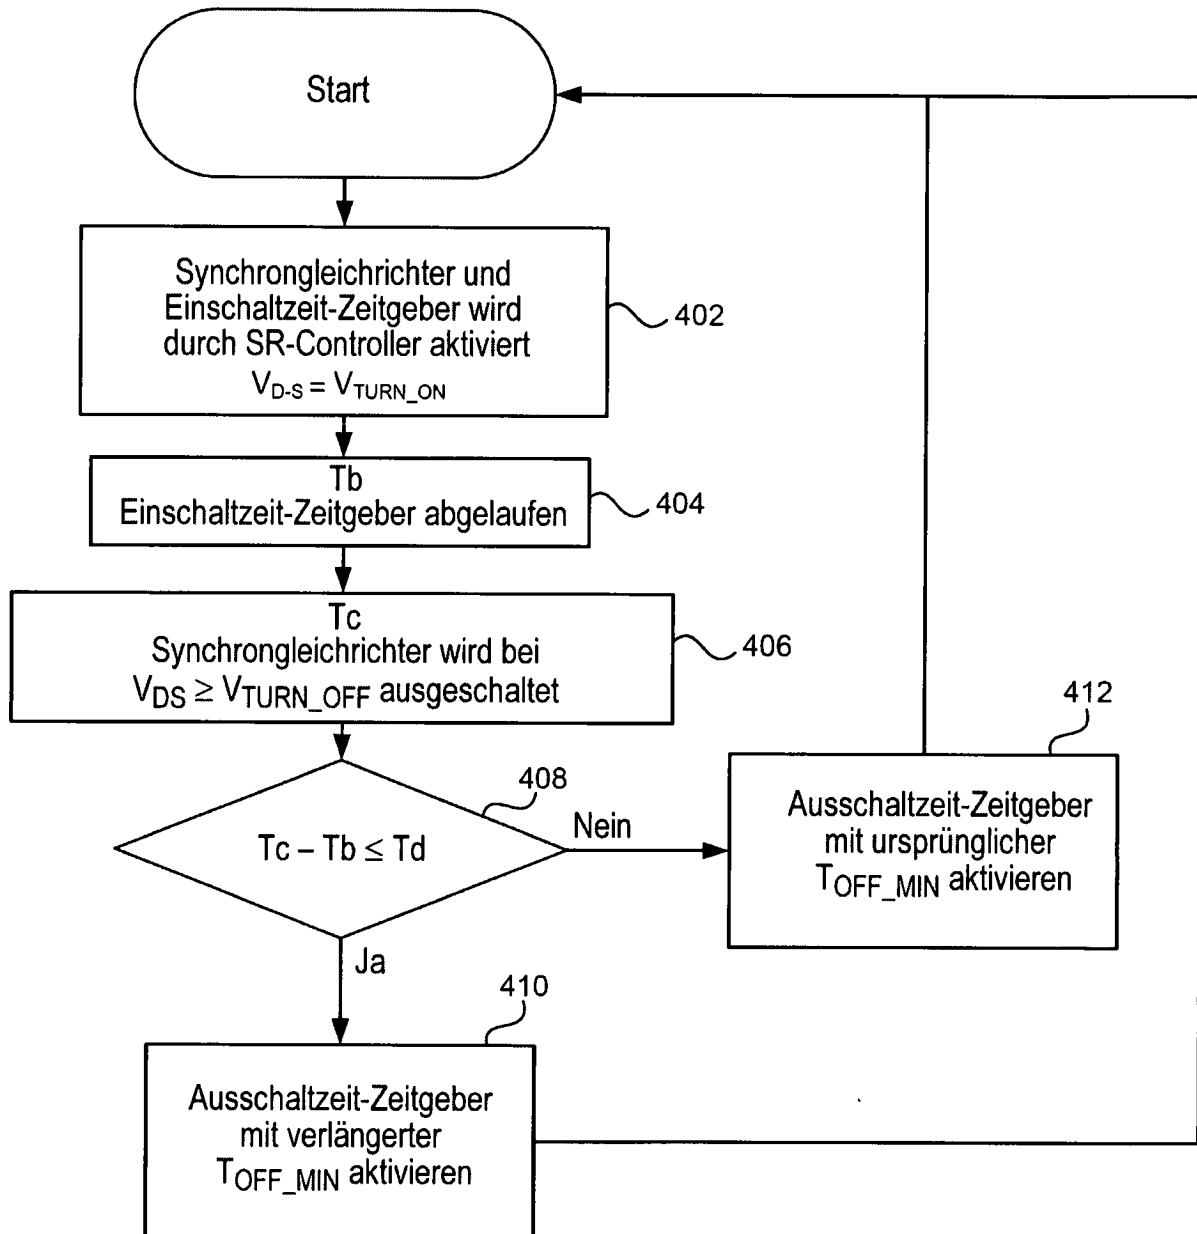 Start
Synchrongleichrichter und
Einschaltzeit-Zeitgeber wird
durch SR-Controller aktiviert
V_D-S = V_TURN_ON
402
Tb
Einschaltzeit-Zeitgeber abgelaufen
404
Tc
Synchrongleichrichter wird bei
V_DS ≥ V_TURN_OFF ausgeschaltet
406
408
Tc – Tb ≤ Td
Nein
Ja
412
Ausschaltzeit-Zeitgeber
mit ursprünglicher
T_OFF_MIN aktivieren
410
Ausschaltzeit-Zeitgeber
mit verlängerter
T_OFF_MIN aktivieren